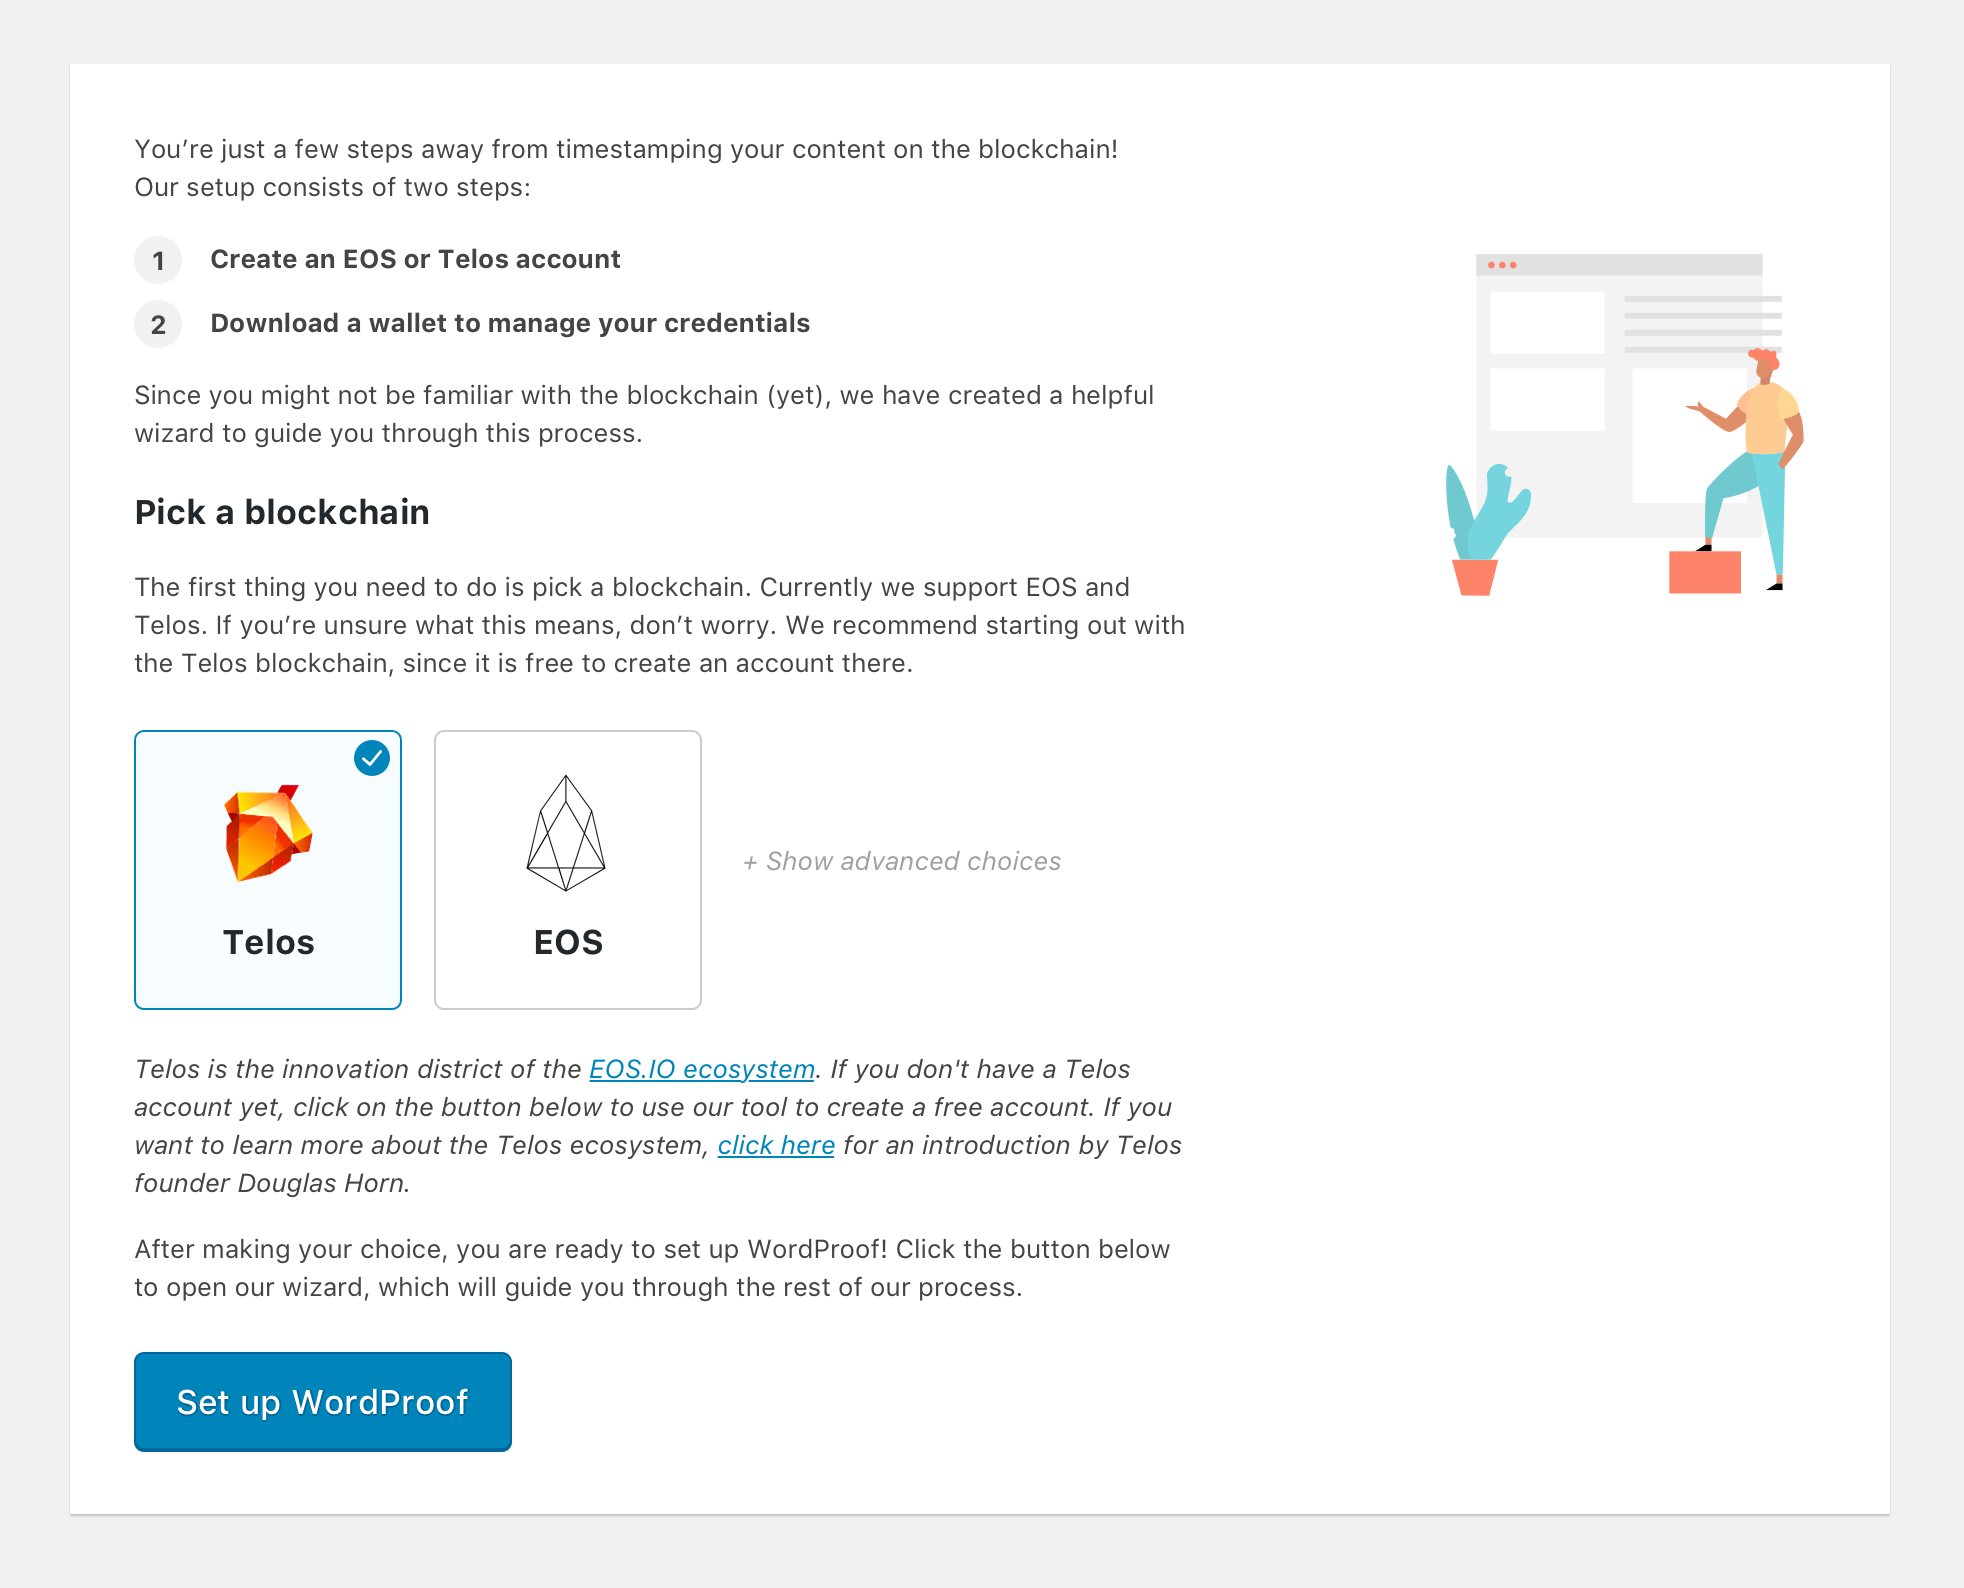 You’re just a few steps away from timestamping your content on the blockchain!
Our setup consists of two steps:
1 Create an EOS or Telos account
2 Download a wallet to manage your credentials
Since you might not be familiar with the blockchain (yet), we have created a helpful
wizard to guide you through this process.
Pick a blockchain
The first thing you need to do is pick a blockchain. Currently we support EOS and
Telos. If you’re unsure what this means, don’t worry. We recommend starting out with
the Telos blockchain, since it is free to create an account there.
Telos
EOS
+ Show advanced choices
Telos is the innovation district of the EOS.IO ecosystem. If you don't have a Telos
account yet, click on the button below to use our tool to create a free account. If you
want to learn more about the Telos ecosystem, click here for an introduction by Telos
founder Douglas Horn.
After making your choice, you are ready to set up WordProof! Click the button below
to open our wizard, which will guide you through the rest of our process.
Set up WordProof